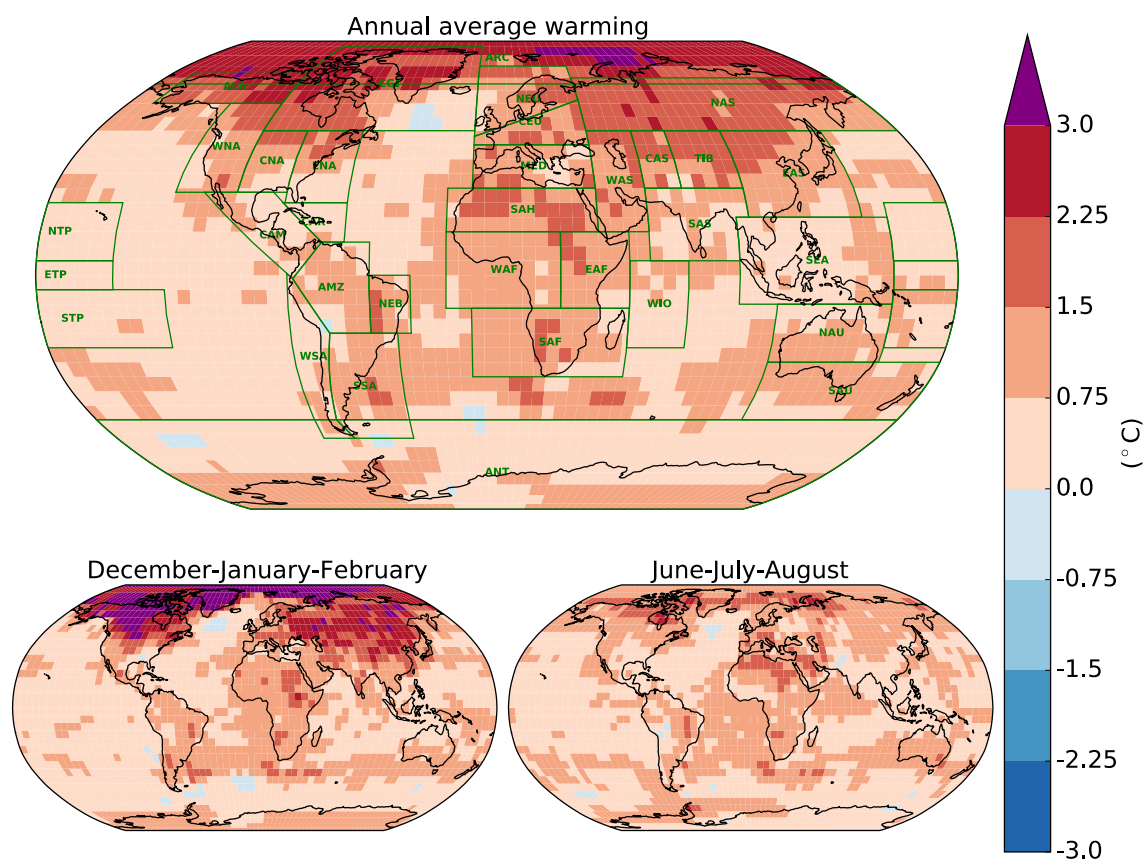 Annual average warming
ARC
ALA
CGI
NEU
NAS
CEU
WNA
CNA
ENA
MED
CAS
TIB
WAS
EAS
SAH
CAR
SAS
NTP
CAM
SEA
ETP
WAF
EAF
AMZ
NEB
WIO
STP
NAU
SAF
WSA
SSA
SAU
ANT
3.0
2.25
1.5
0.75
0.0
-0.75
-1.5
-2.25
-3.0
(°C)
December-January-February
June-July-August